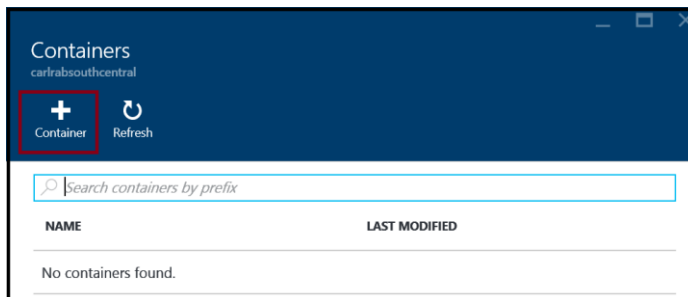 Containers
carlrabsouthcentral
Container Refresh
Search containers by prefix
NAME LAST MODIFIED
No containers found.